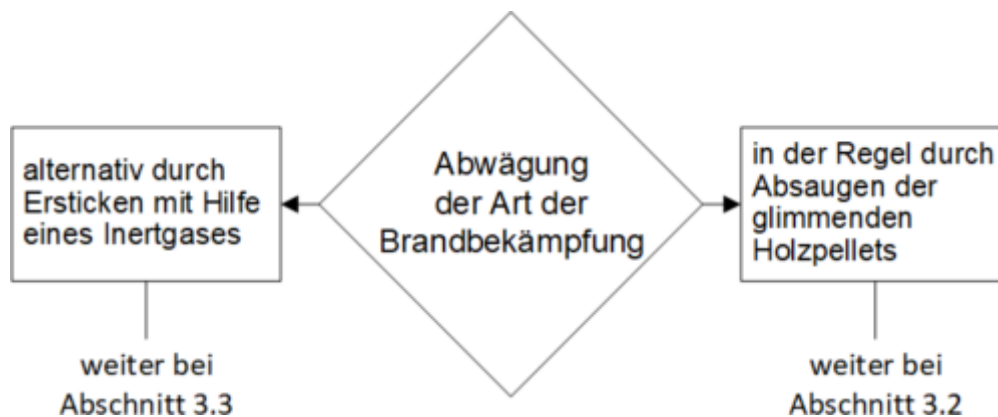 alternativ durch
Ersticken mit Hilfe
eines Inertgases
weiter bei
Abschnitt 3.3
Abwägung
der Art der
Brandbekämpfung
in der Regel durch
Absaugen der
glimmenden
Holzpellets
weiter bei
Abschnitt 3.2